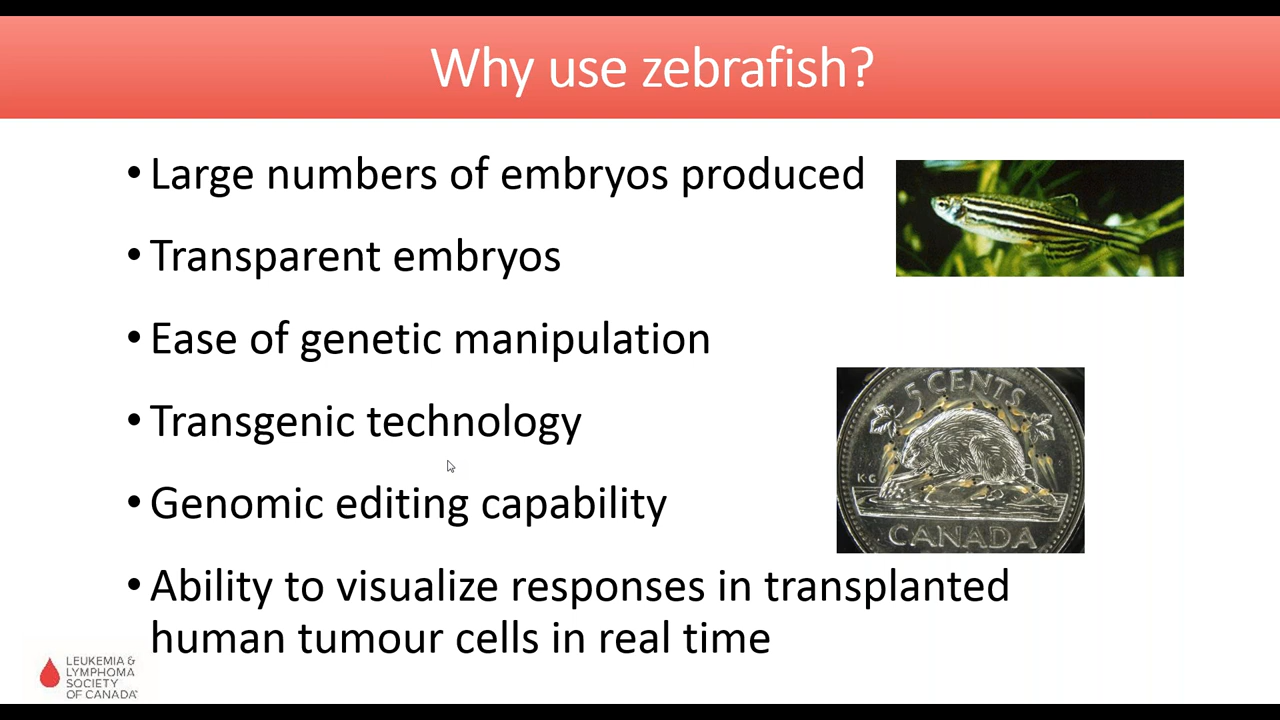 Why use zebrafish?
• Large numbers of embryos produced
• Transparent embryos
• Ease of genetic manipulation
• Transgenic technology
• Genomic editing capability
• Ability to visualize responses in transplanted
human tumour cells in real time
5 CENTS
K·G
CANADA
LEUKEMIA &
LYMPHOMA
SOCIETY
OF CANADA™